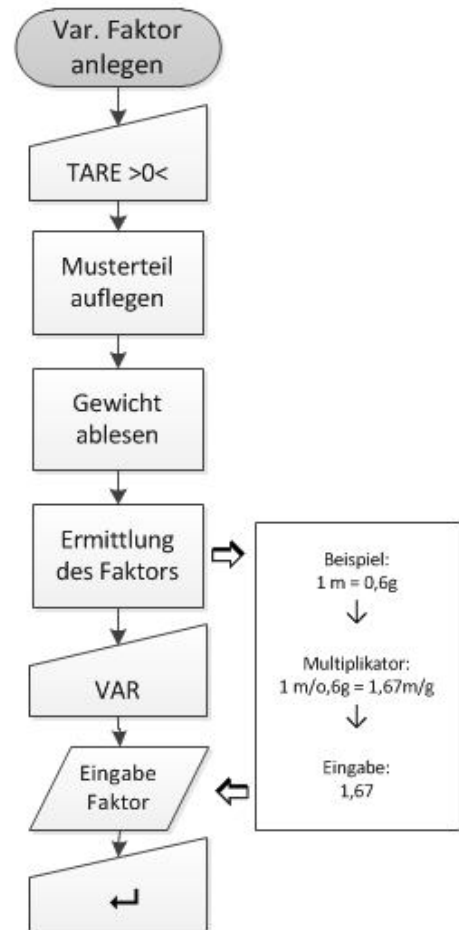 Var. Faktor
anlegen
TARE >0<
Musterteil
auflegen
Gewicht
ablesen
Ermittlung
des Faktors
Beispiel:
1 m = 0,6g
Multiplikator:
1 m/o,6g = 1,67m/g
Eingabe:
1,67
VAR
Eingabe
Faktor